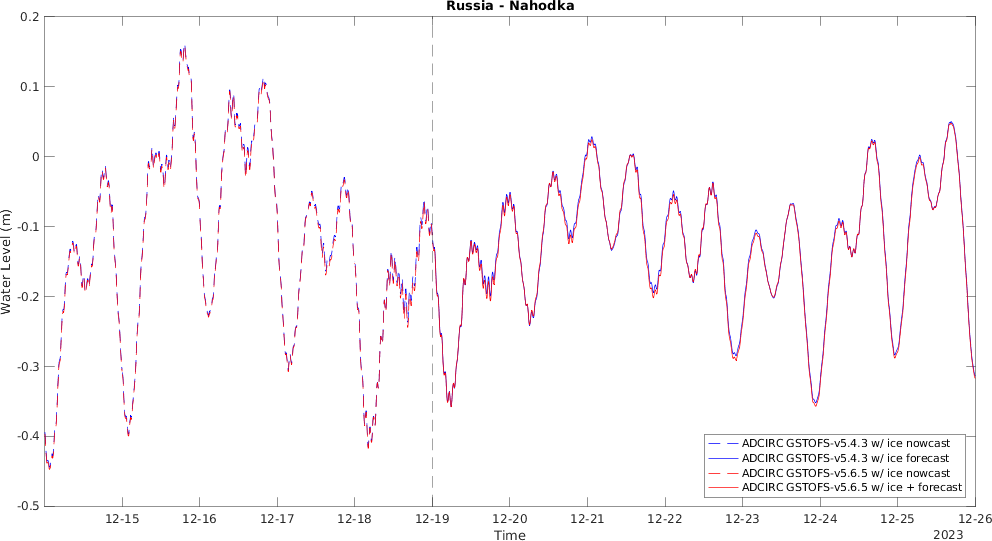 Russia - Nahodka
Water Level (m)
0.2
0.1
0
-0.1
-0.2
-0.3
-0.4
-0.5
ADCIRC GSTOFS-v5.4.3 w/ ice nowcast
ADCIRC GSTOFS-v5.4.3 w/ ice forecast
ADCIRC GSTOFS-v5.6.5 w/ ice nowcast
ADCIRC GSTOFS-v5.6.5 w/ ice + forecast
12-15 12-16 12-17 12-18 12-19 12-20 12-21 12-22 12-23 12-24 12-25 12-26
Time
2023